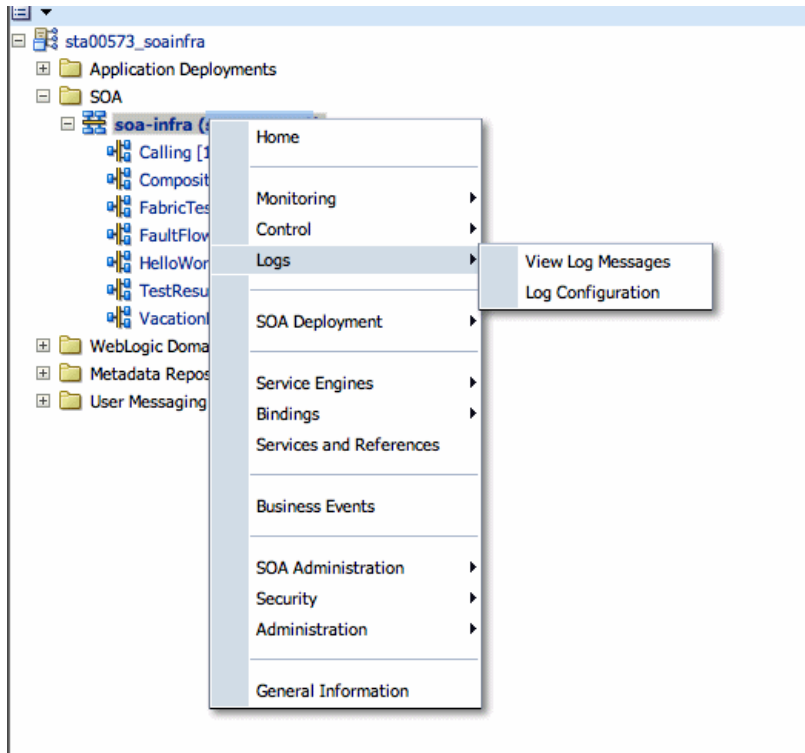 sta00573_soainfra
Application Deployments
SOA
soa-infra (
Calling [1
Composit
FabricTes
FaultFlow
HelloWor
TestResu
Vacation
WebLogic Doma
Metadata Repos
User Messaging
Home
Monitoring
Control
Logs
SOA Deployment
Service Engines
Bindings
Services and References
Business Events
SOA Administration
Security
Administration
General Information
View Log Messages
Log Configuration